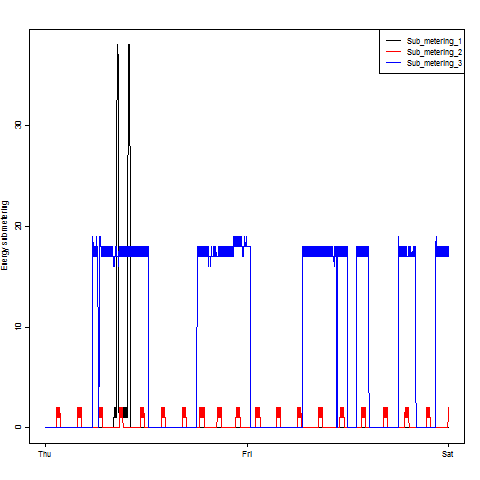 Sub_metering_1
Sub_metering_2
Sub_metering_3
Energy sub metering
30
20
10
0
Thu
Fri
Sat